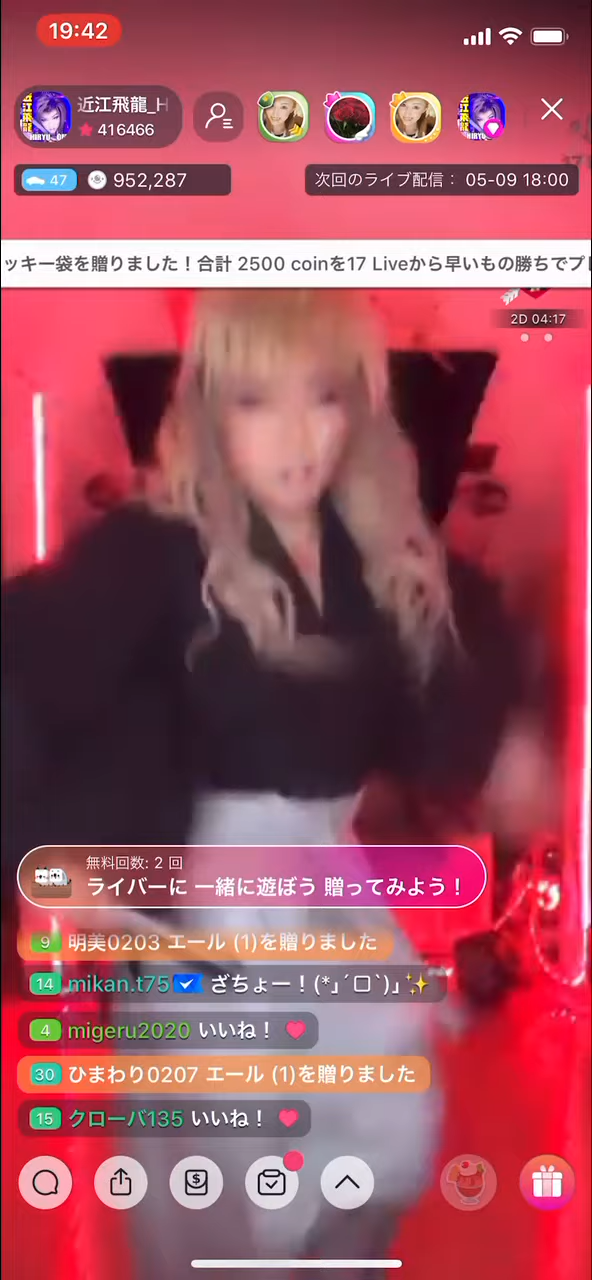 19:42
近江飛龍_H
416466
47
952,287
次回のライブ配信： 05-09 18:00
ッキー袋を贈りました！合計 2500 coinを17 Liveから早いもの勝ちでプ
2D 04:17
無料回数: 2 回
ライバーに 一緒に遊ぼう 贈ってみよう！
9 明美0203 エール (1)を贈りました
14 mikan.t75 ざちょー！(*｣´□`)｣✨
4 migeru2020 いいね！
30 ひまわり0207 エール (1)を贈りました
15 クローバ135 いいね！